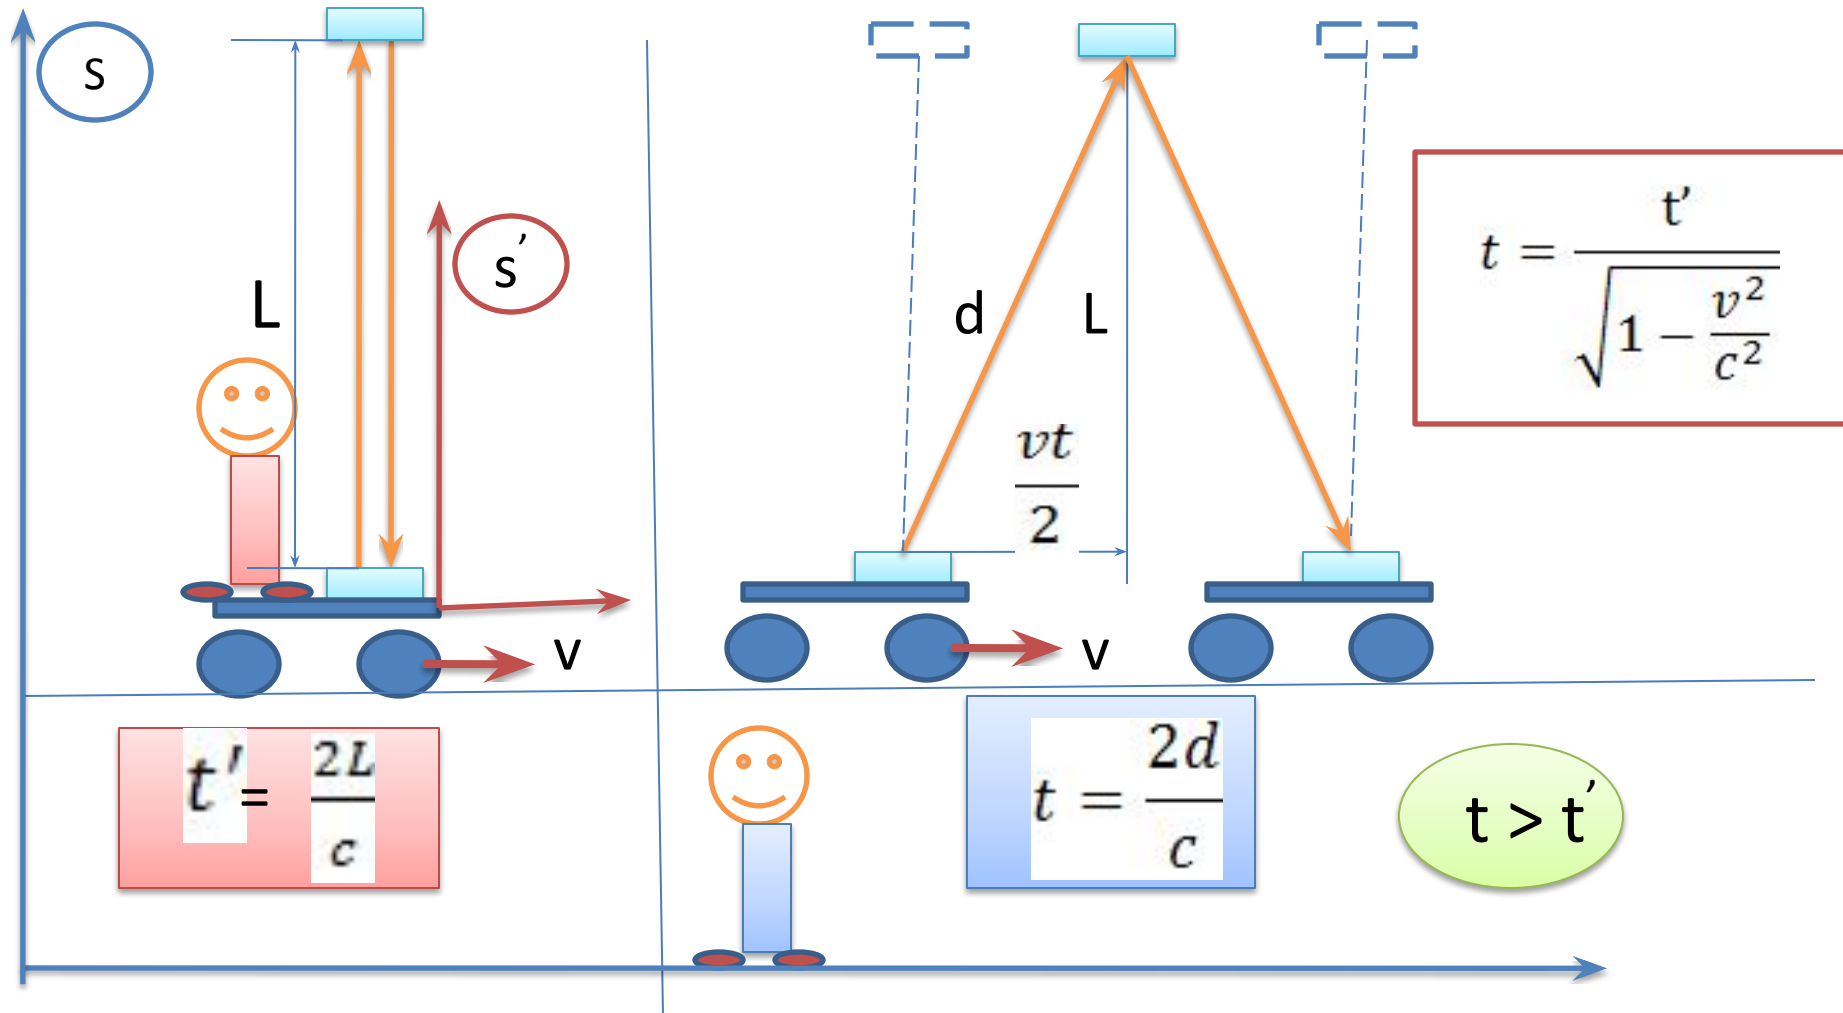 S
L
s′
v
t′ = 2L/c
d
L
vt/2
v
t = 2d/c
t = t’/√(1 − v²/c²)
t > t′